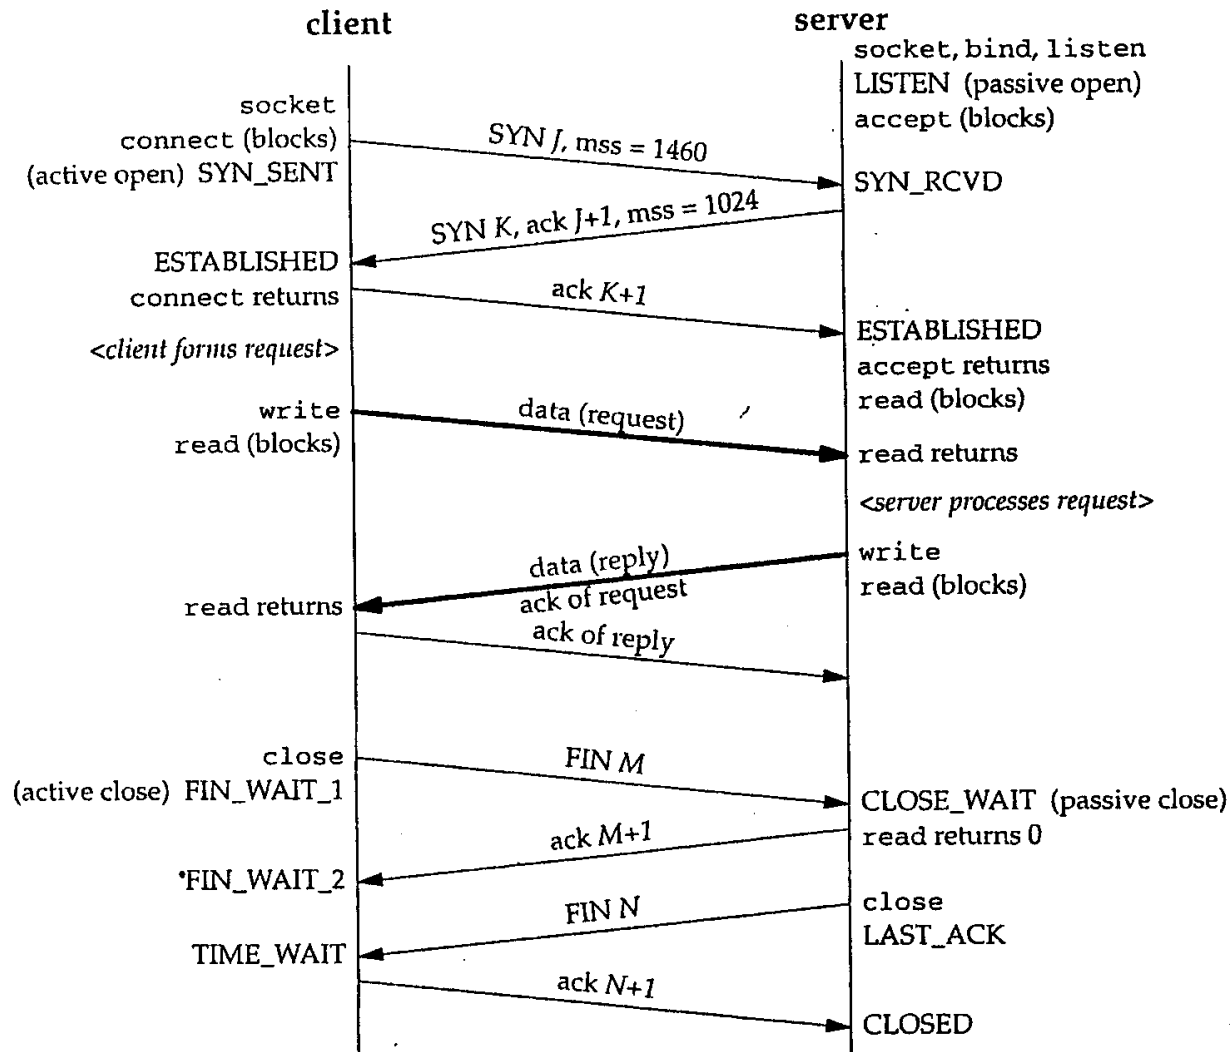 client
server
socket, bind, listen
LISTEN (passive open)
accept (blocks)
socket
connect (blocks)
(active open) SYN_SENT
SYN J, mss = 1460
SYN_RCVD
SYN K, ack J+1, mss = 1024
ESTABLISHED
connect returns
ack K+1
<client forms request>
ESTABLISHED
accept returns
read (blocks)
write
read (blocks)
data (request)
read returns
<server processes request>
write
read (blocks)
data (reply)
ack of request
read returns
ack of reply
close
(active close) FIN_WAIT_1
FIN M
CLOSE_WAIT (passive close)
read returns 0
ack M+1
FIN_WAIT_2
close
LAST_ACK
FIN N
TIME_WAIT
ack N+1
CLOSED